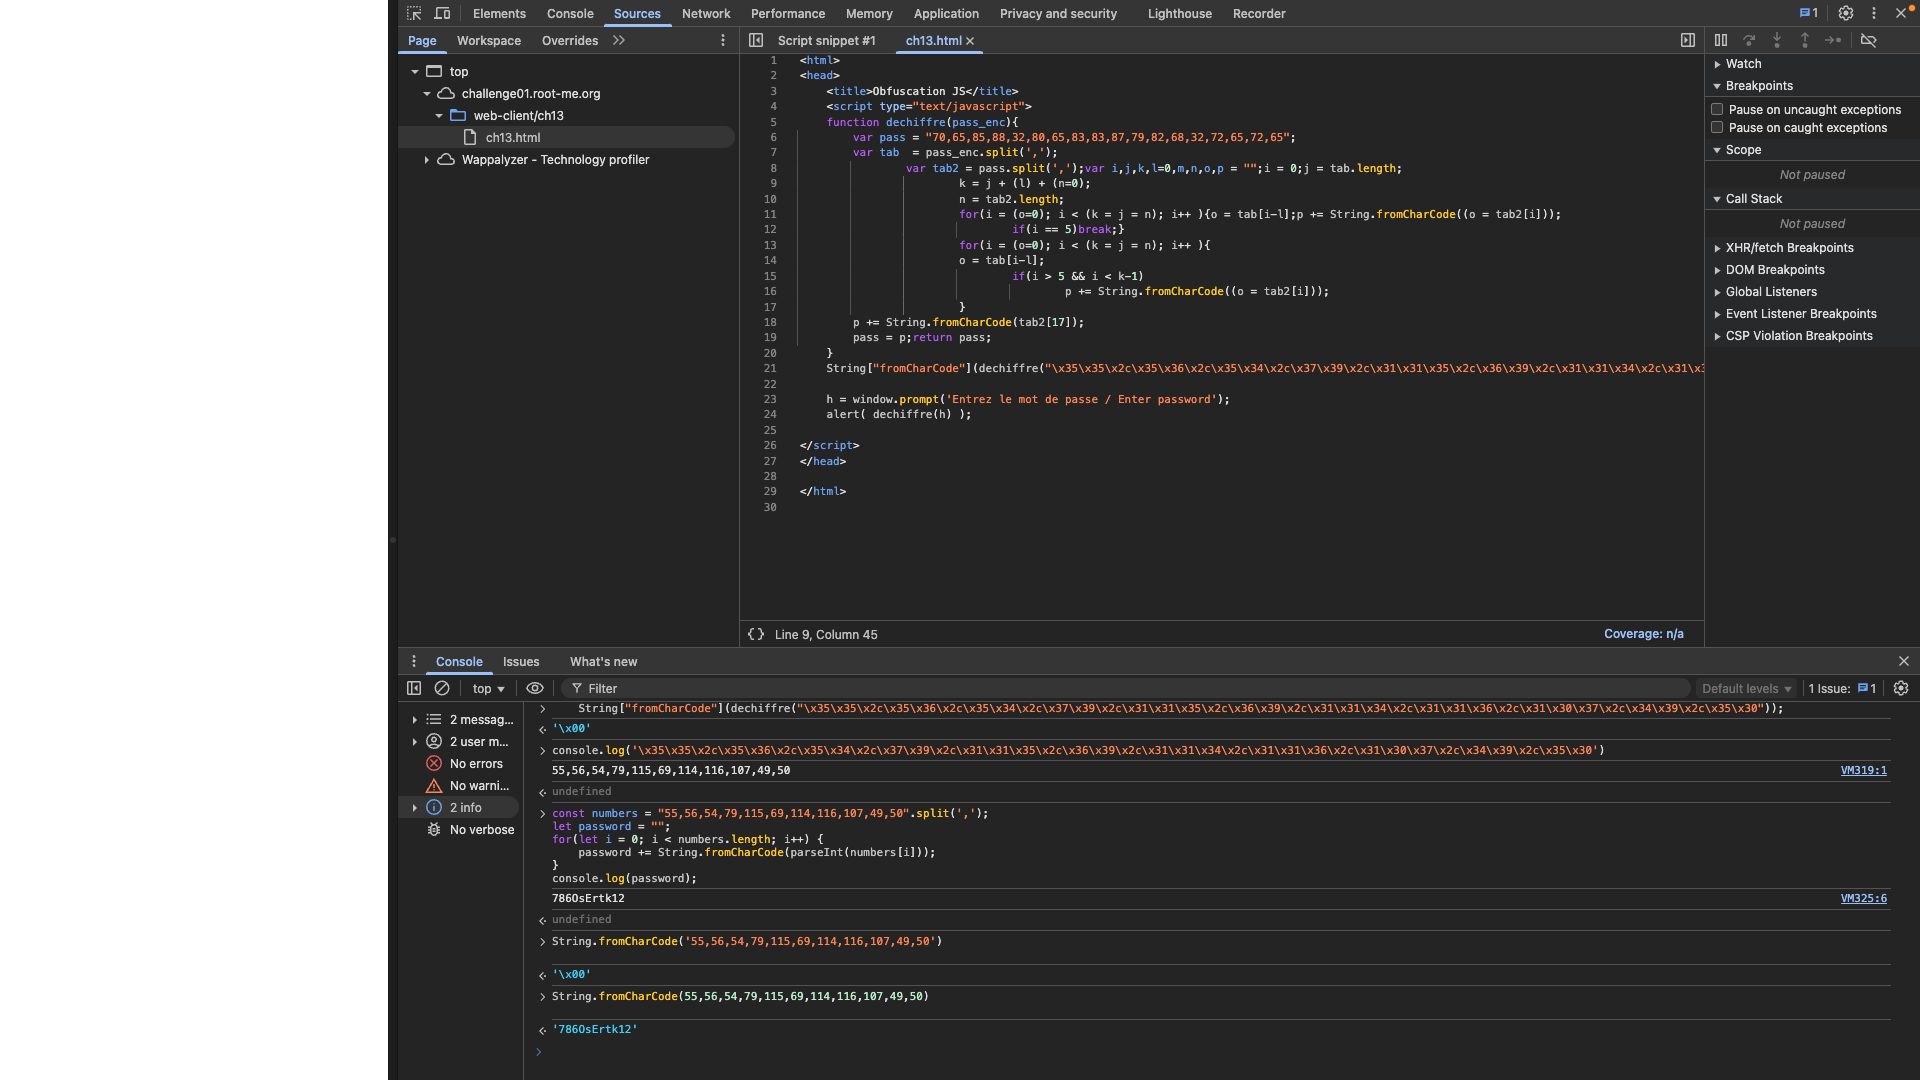 Elements Console Sources Network Performance Memory Application Privacy and security Lighthouse Recorder 1
Page Workspace Overrides
Script snippet #1 ch13.html
top
challenge01.root-me.org
web-client/ch13
ch13.html
Wappalyzer - Technology profiler
1 <html>
2 <head>
3 <title>Obfuscation JS</title>
4 <script type="text/javascript">
5 function dechiffre(pass_enc){
6 var pass = "70,65,85,88,32,80,65,83,83,87,79,82,68,32,72,65,72,65";
7 var tab  = pass_enc.split(',');
8 var tab2 = pass.split(',');var i,j,k,l=0,m,n,o,p = "";i = 0;j = tab.length;
9 k = j + (l) + (n=0);
10 n = tab2.length;
11 for(i = (o=0); i < (k = j = n); i++ ){o = tab[i-l];p += String.fromCharCode((o = tab2[i]));
12 if(i == 5)break;}
13 for(i = (o=0); i < (k = j = n); i++ ){
14 o = tab[i-l];
15 if(i > 5 && i < k-1)
16 p += String.fromCharCode((o = tab2[i]));
17 }
18 p += String.fromCharCode(tab2[17]);
19 pass = p;return pass;
20 }
21 String["fromCharCode"](dechiffre("\x35\x35\x2c\x35\x36\x2c\x35\x34\x2c\x37\x39\x2c\x31\x31\x35\x2c\x36\x39\x2c\x31\x31\x34\x2c\x31\x3
22
23 h = window.prompt('Entrez le mot de passe / Enter password');
24 alert( dechiffre(h) );
25
26 </script>
27 </head>
28
29 </html>
30
{} Line 9, Column 45 Coverage: n/a
Watch
Breakpoints
Pause on uncaught exceptions
Pause on caught exceptions
Scope
Not paused
Call Stack
Not paused
XHR/fetch Breakpoints
DOM Breakpoints
Global Listeners
Event Listener Breakpoints
CSP Violation Breakpoints
Console Issues What's new
top Filter Default levels 1 Issue: 1
2 messag...
2 user m...
No errors
No warni...
2 info
No verbose
String["fromCharCode"](dechiffre("\x35\x35\x2c\x35\x36\x2c\x35\x34\x2c\x37\x39\x2c\x31\x31\x35\x2c\x36\x39\x2c\x31\x31\x34\x2c\x31\x31\x36\x2c\x31\x30\x37\x2c\x34\x39\x2c\x35\x30"));
'\x00'
console.log('\x35\x35\x2c\x35\x36\x2c\x35\x34\x2c\x37\x39\x2c\x31\x31\x35\x2c\x36\x39\x2c\x31\x31\x34\x2c\x31\x31\x36\x2c\x31\x30\x37\x2c\x34\x39\x2c\x35\x30')
55,56,54,79,115,69,114,116,107,49,50 VM319:1
undefined
const numbers = "55,56,54,79,115,69,114,116,107,49,50".split(',');
let password = "";
for(let i = 0; i < numbers.length; i++) {
password += String.fromCharCode(parseInt(numbers[i]));
}
console.log(password);
786OsErtk12 VM325:6
undefined
String.fromCharCode('55,56,54,79,115,69,114,116,107,49,50')
'\x00'
String.fromCharCode(55,56,54,79,115,69,114,116,107,49,50)
'786OsErtk12'